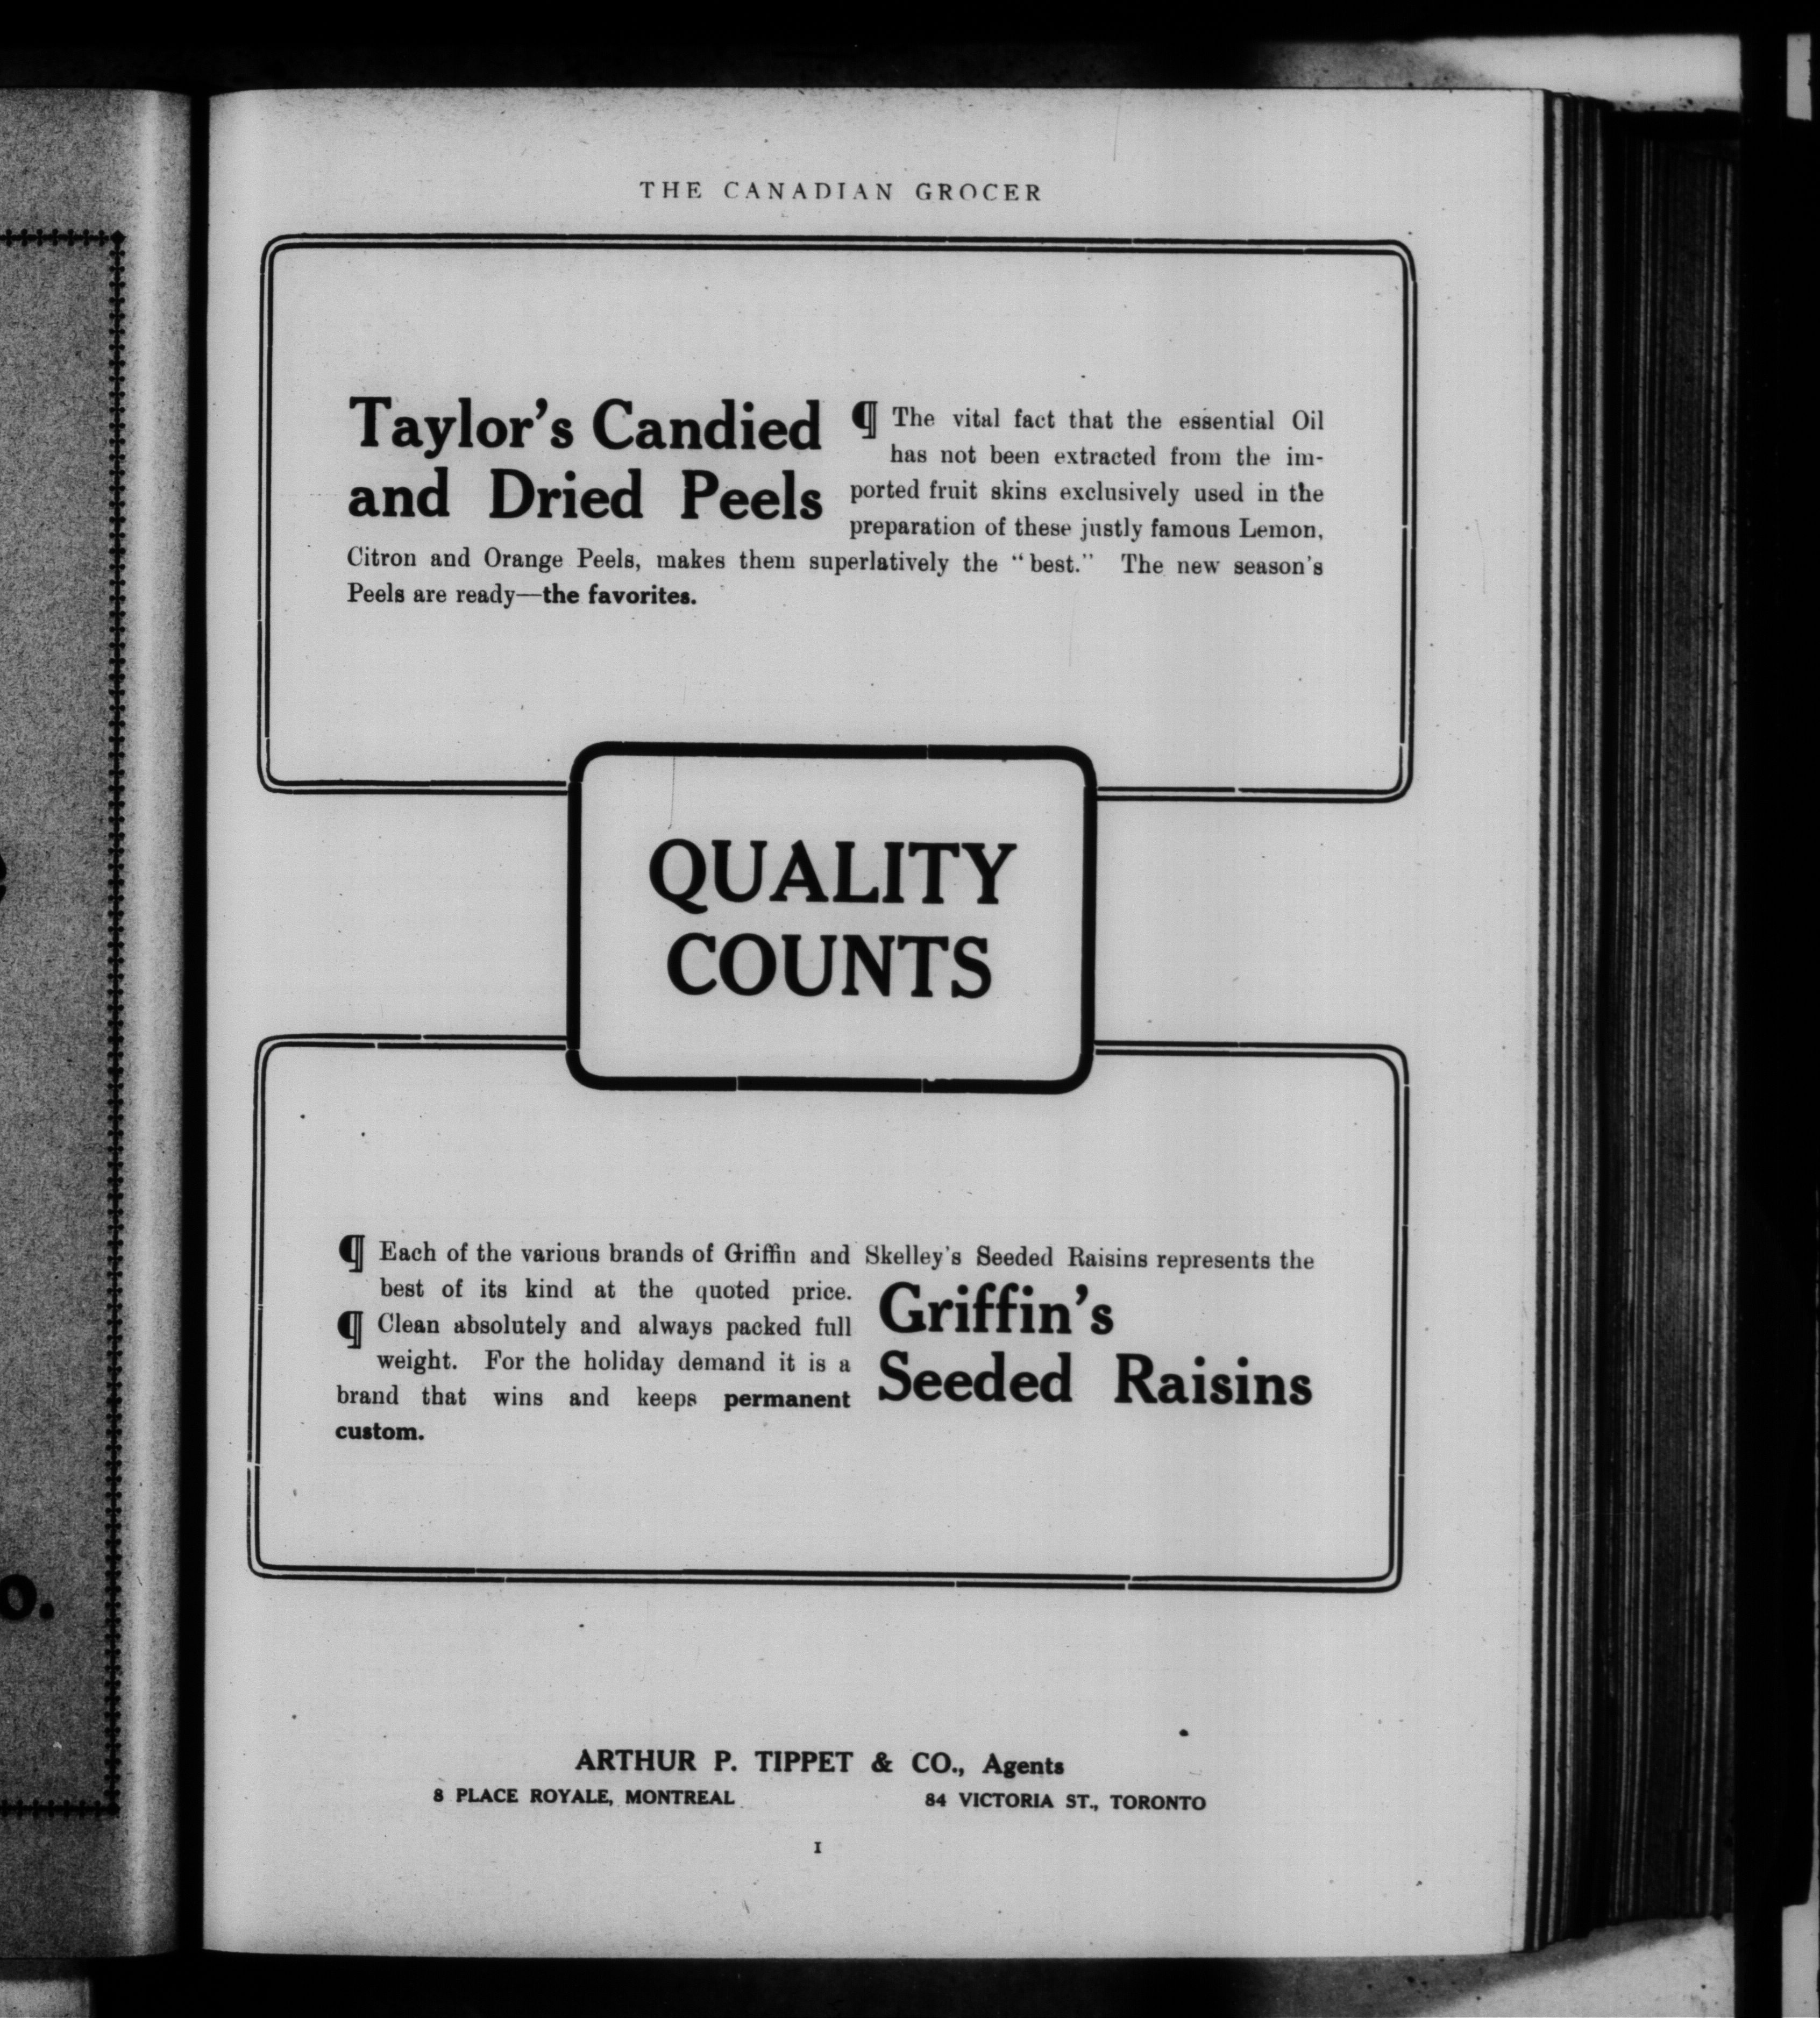 THE CANADIAN GROCER
Taylor's Candied
and Dried Peels
¶ The vital fact that the essential Oil
has not been extracted from the im-
ported fruit skins exclusively used in the
preparation of these justly famous Lemon,
Citron and Orange Peels, makes them superlatively the "best." The new season's
Peels are ready—the favorites.
QUALITY
COUNTS
¶ Each of the various brands of Griffin and Skelley's Seeded Raisins represents the
best of its kind at the quoted price.
¶ Clean absolutely and always packed full
weight. For the holiday demand it is a
brand that wins and keeps permanent
custom.
Griffin's
Seeded Raisins
ARTHUR P. TIPPET & CO., Agents
8 PLACE ROYALE, MONTREAL 84 VICTORIA ST., TORONTO
I
o.